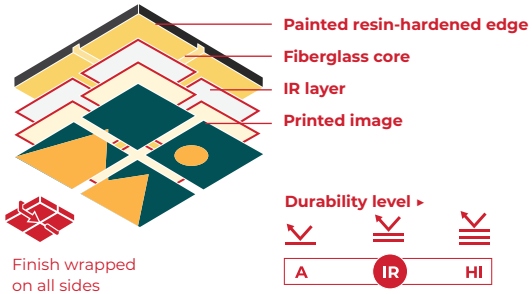 Painted resin-hardened edge
Fiberglass core
IR layer
Printed image
Durability level ▸
A IR HI
Finish wrapped
on all sides